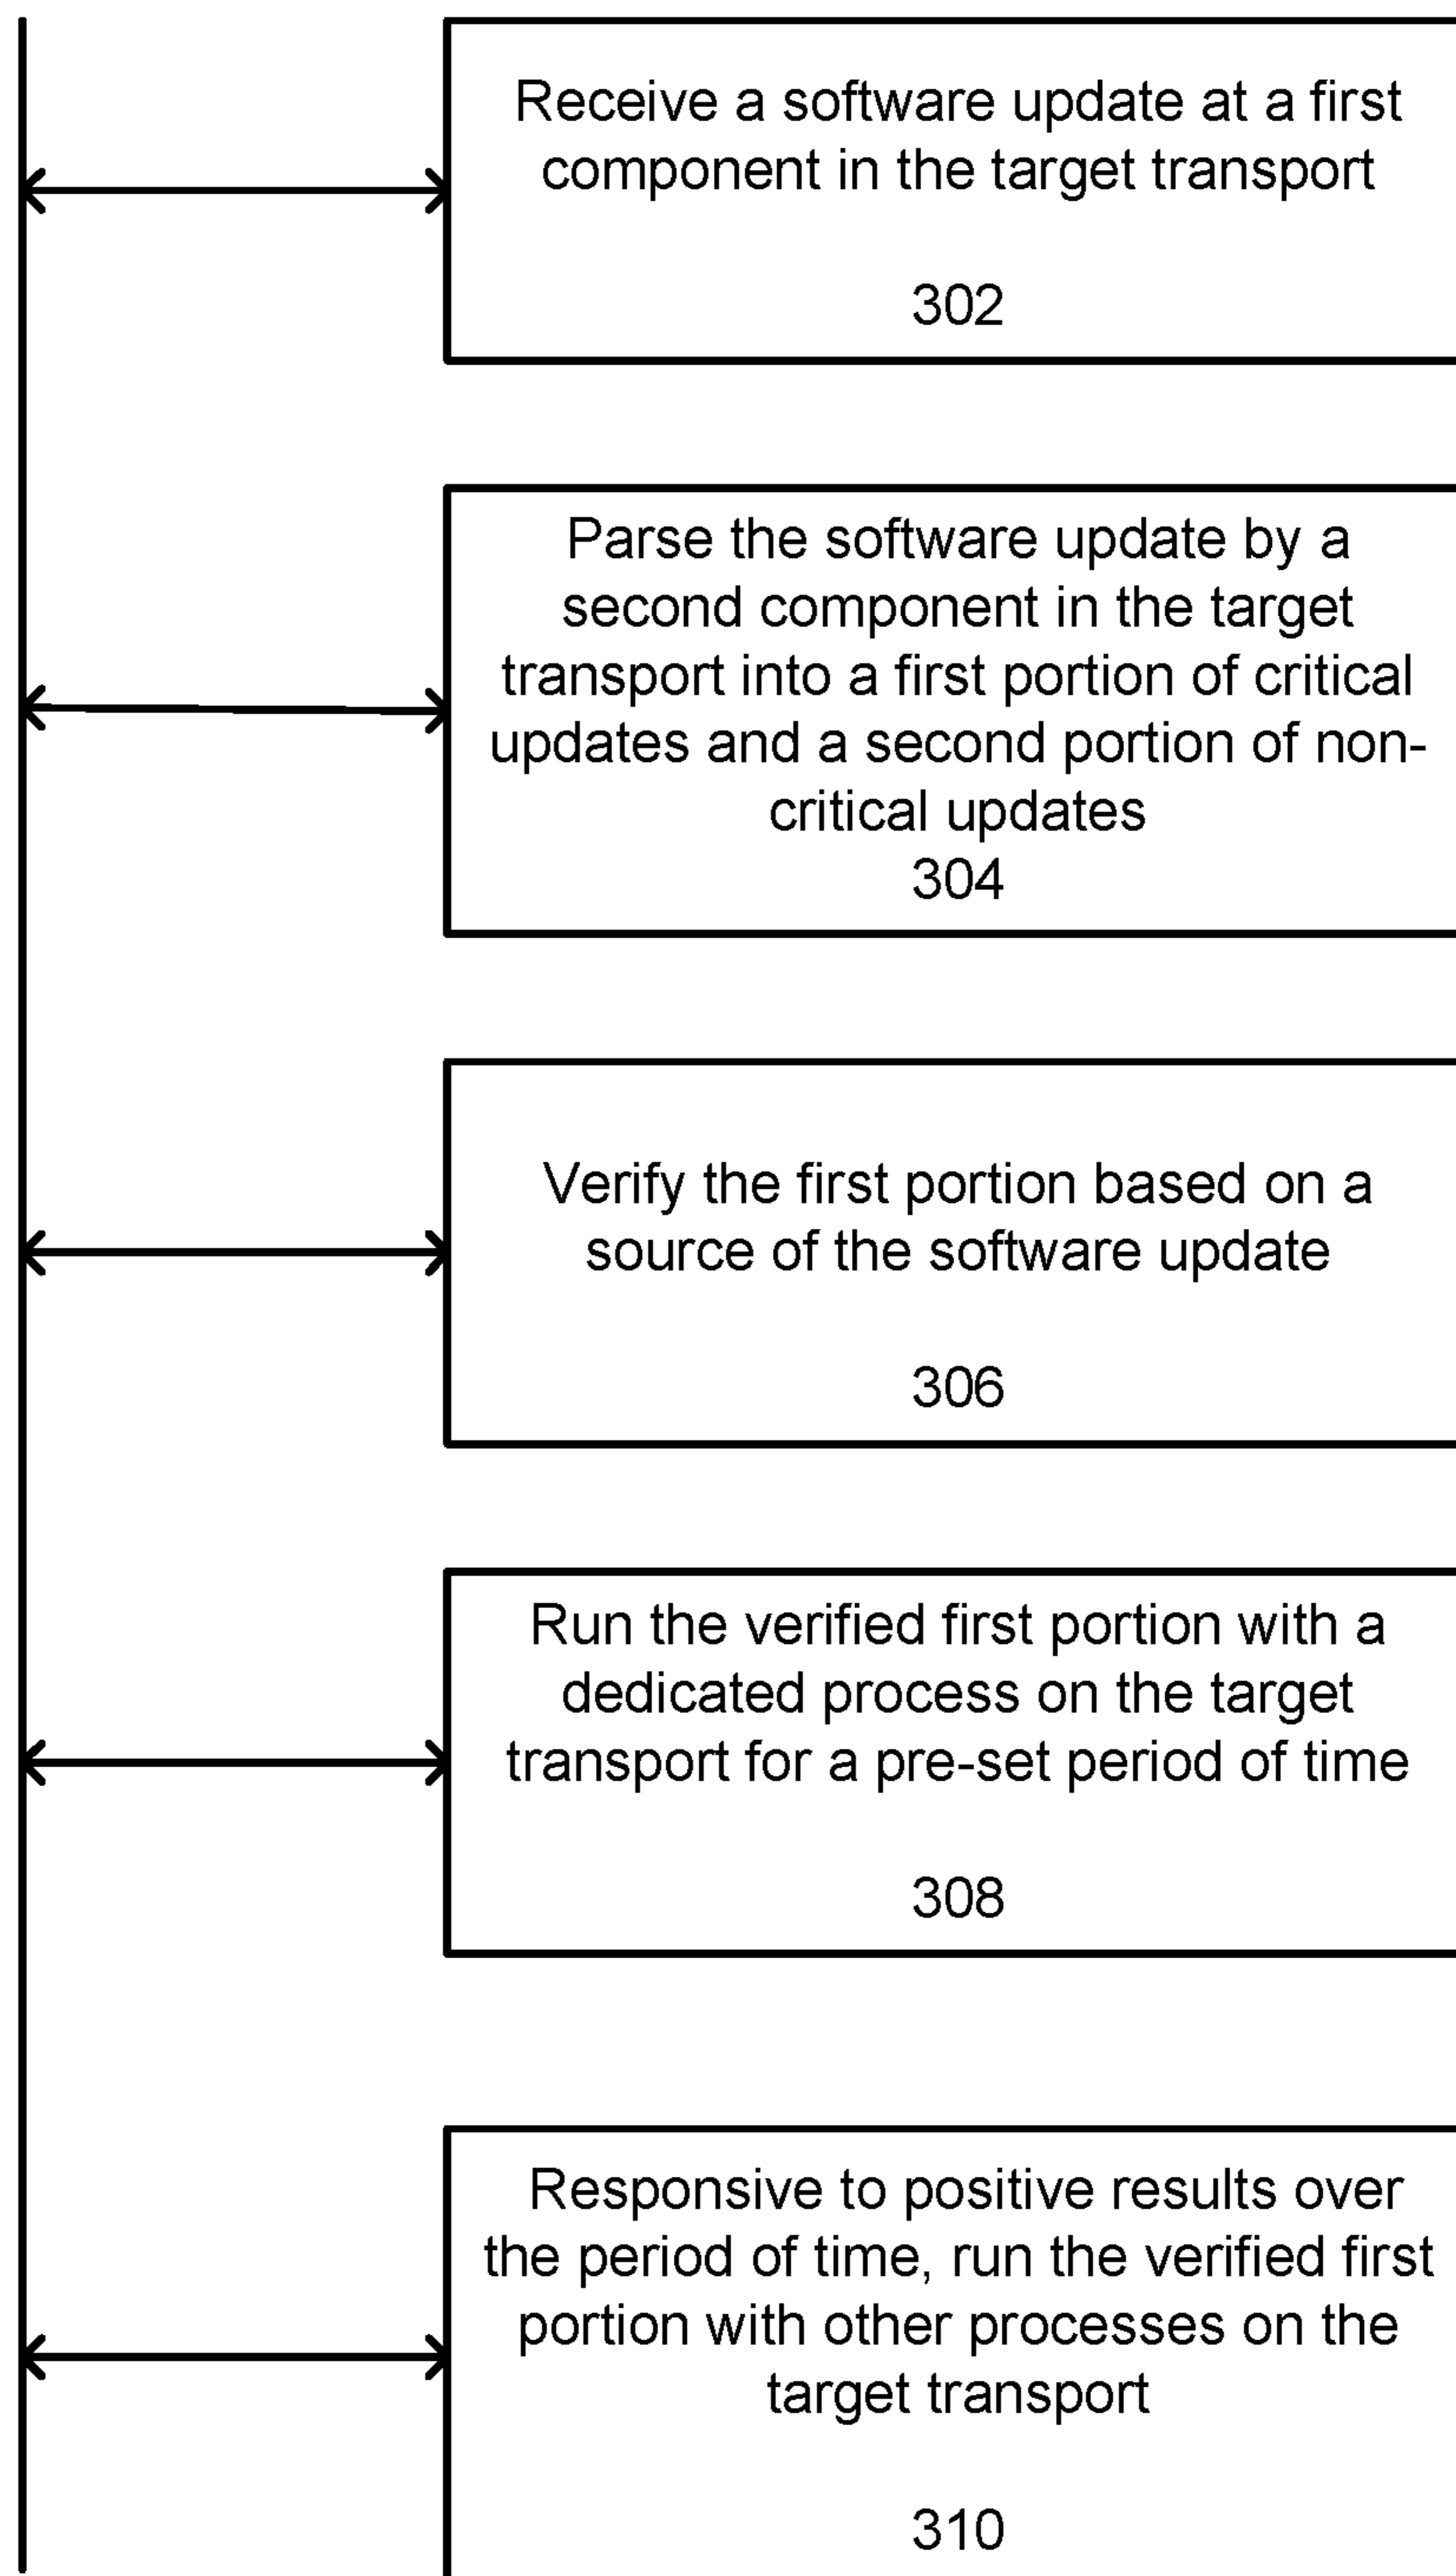 Receive a software update at a first
component in the target transport
302
Parse the software update by a
second component in the target
transport into a first portion of critical
updates and a second portion of non-
critical updates
304
Verify the first portion based on a
source of the software update
306
Run the verified first portion with a
dedicated process on the target
transport for a pre-set period of time
308
Responsive to positive results over
the period of time, run the verified first
portion with other processes on the
target transport
310